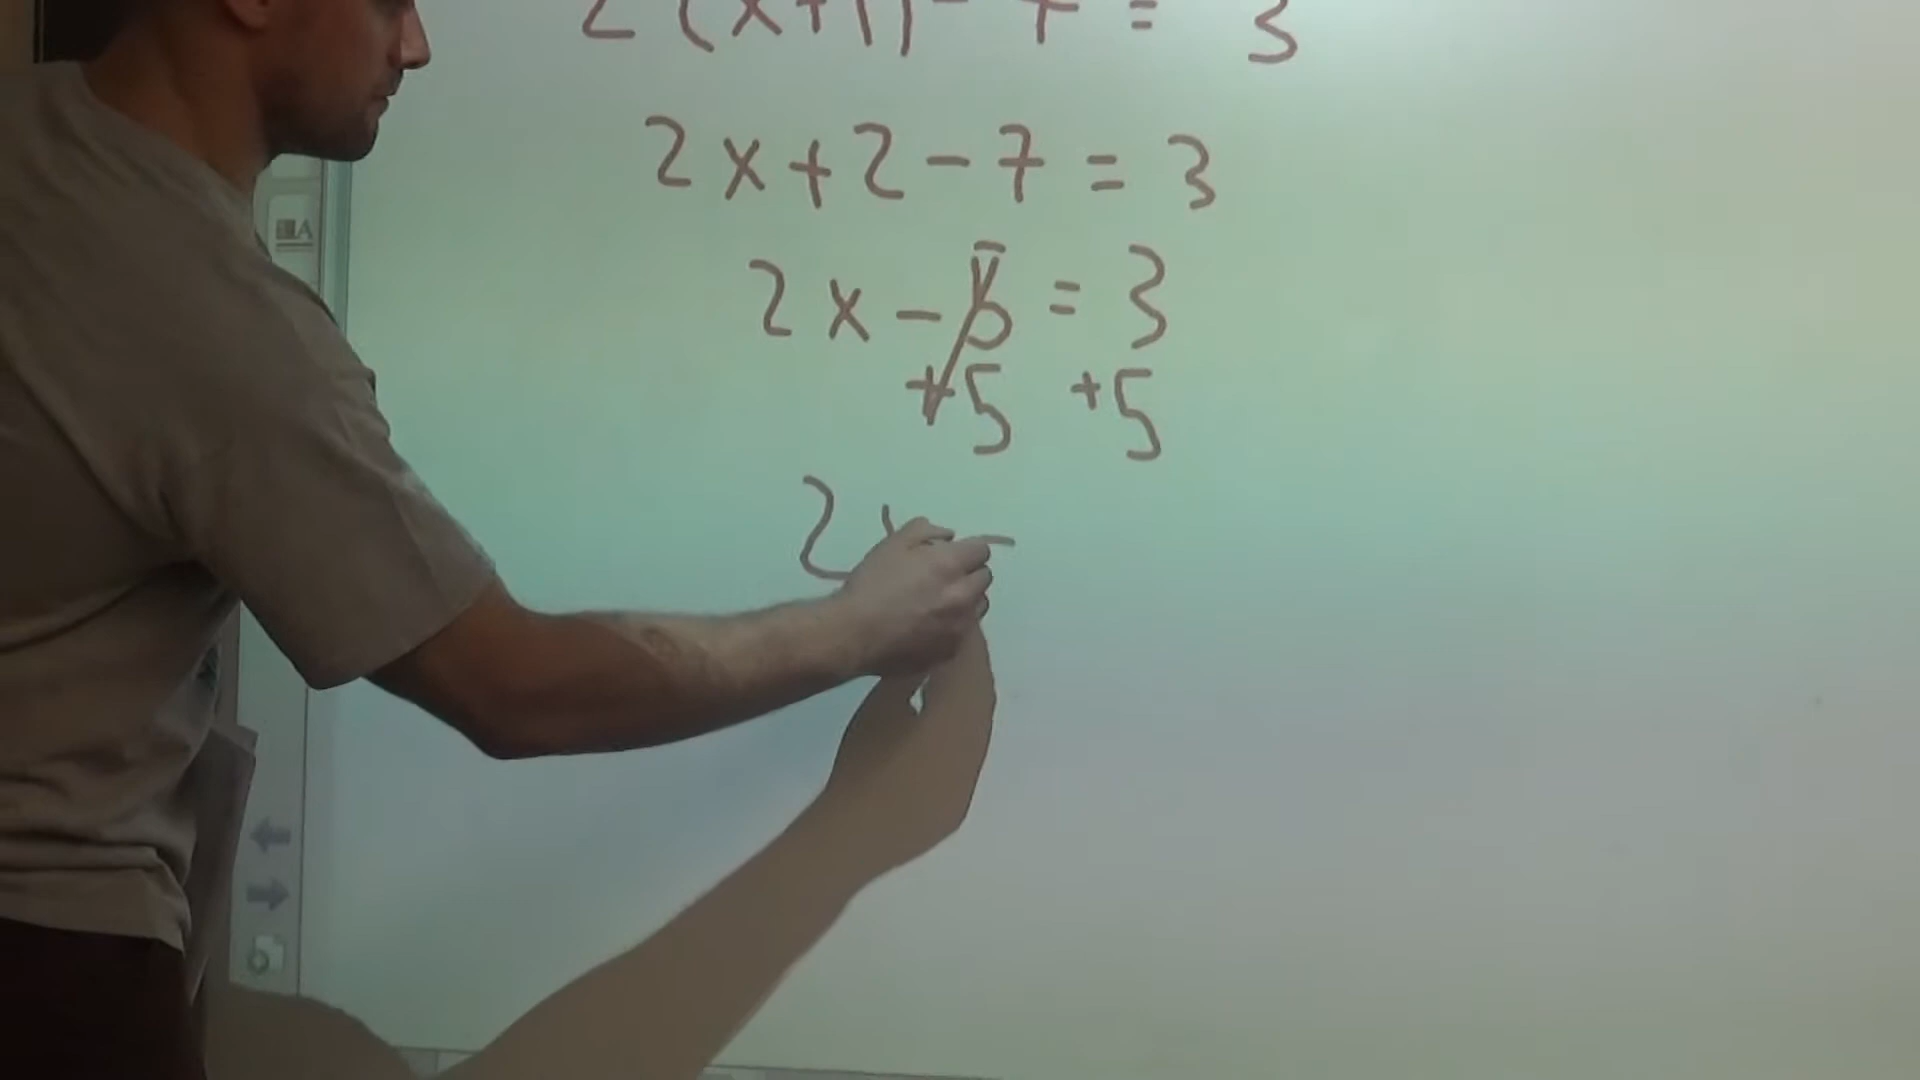 2(x+1) - 7 = 3
2x + 2 - 7 = 3
2x - 5 = 3
+5 +5
2x =